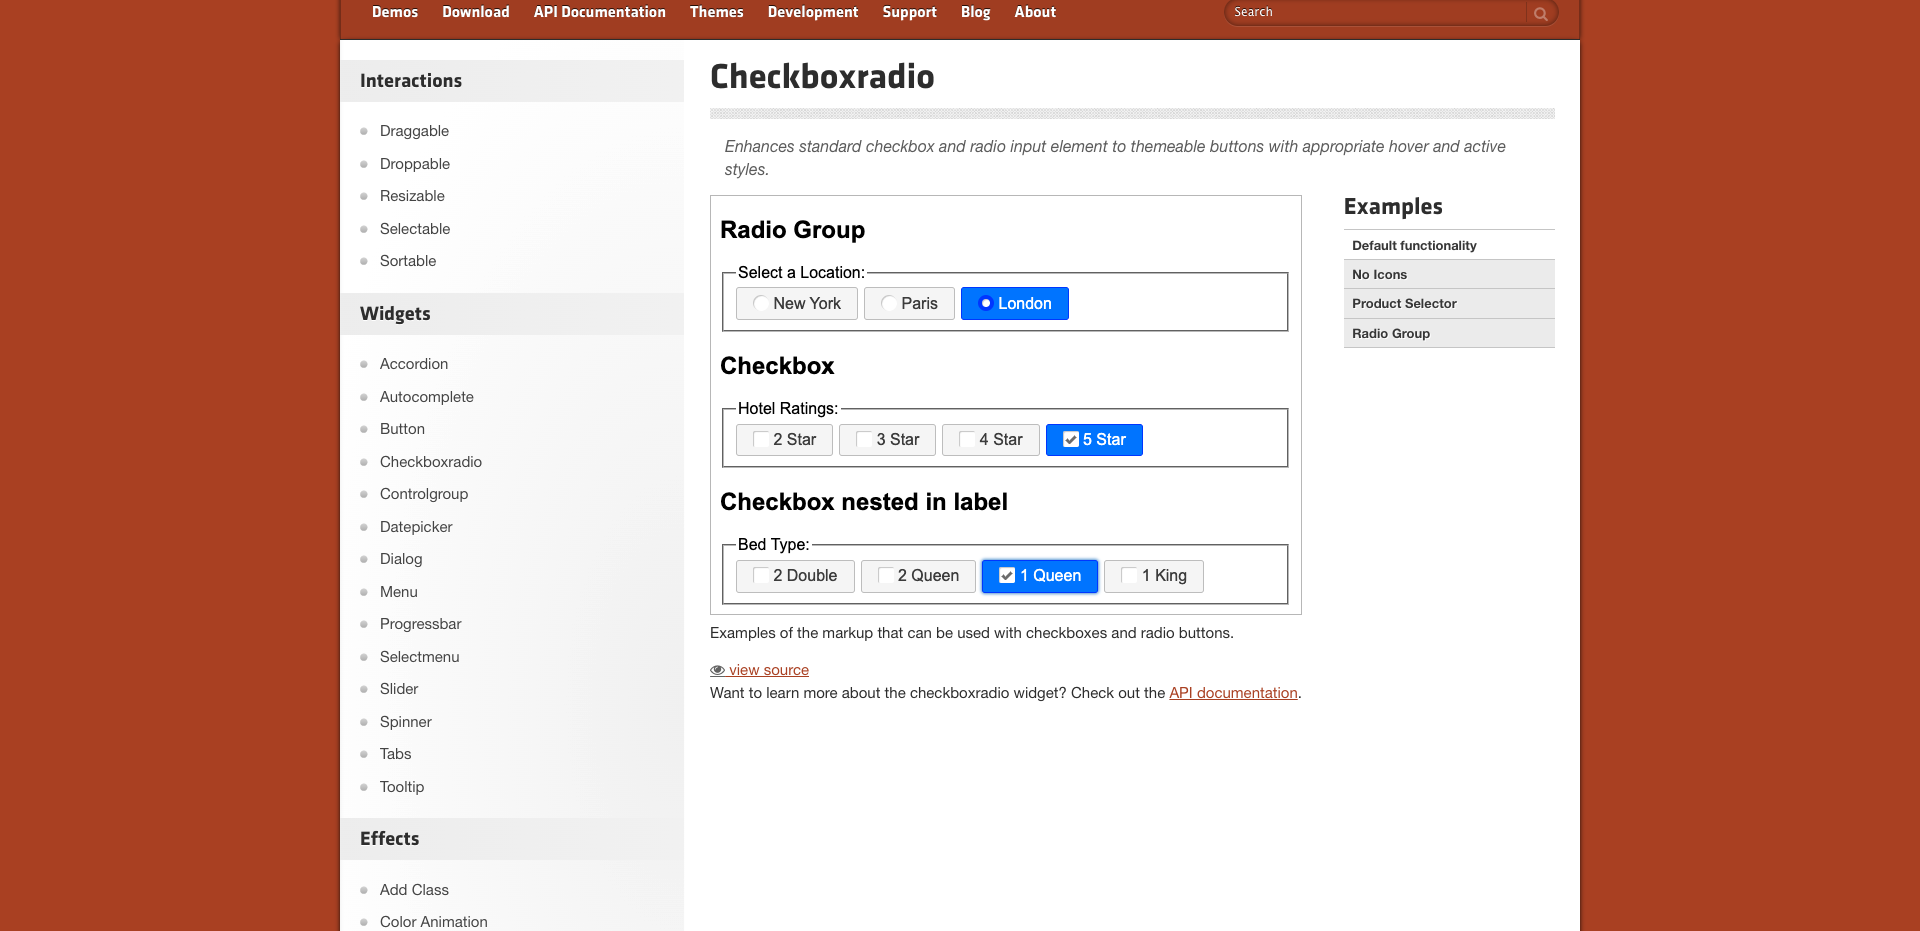 Demos Download API Documentation Themes Development Support Blog About Search
Interactions
Draggable
Droppable
Resizable
Selectable
Sortable
Widgets
Accordion
Autocomplete
Button
Checkboxradio
Controlgroup
Datepicker
Dialog
Menu
Progressbar
Selectmenu
Slider
Spinner
Tabs
Tooltip
Effects
Add Class
Color Animation
Checkboxradio
Enhances standard checkbox and radio input element to themeable buttons with appropriate hover and active
styles.
Radio Group
Select a Location:
New York Paris London
Checkbox
Hotel Ratings:
2 Star 3 Star 4 Star 5 Star
Checkbox nested in label
Bed Type:
2 Double 2 Queen 1 Queen 1 King
Examples of the markup that can be used with checkboxes and radio buttons.
view source
Want to learn more about the checkboxradio widget? Check out the API documentation.
Examples
Default functionality
No Icons
Product Selector
Radio Group